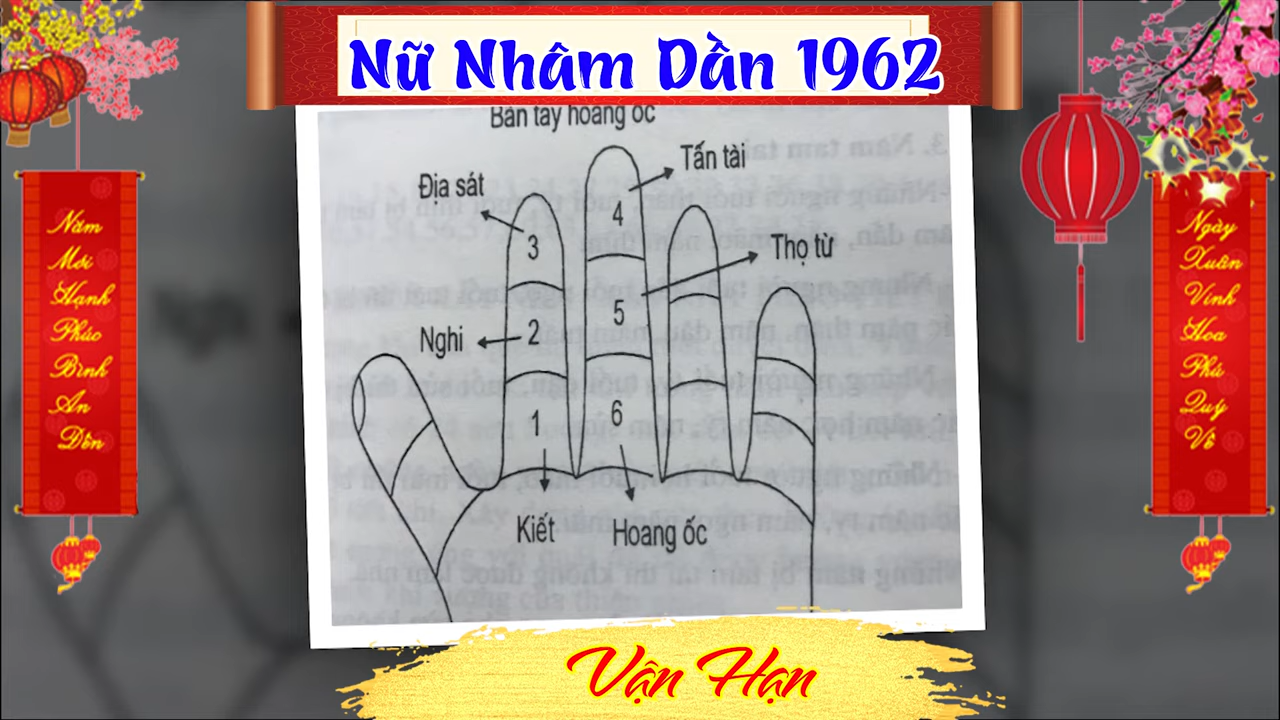 Nữ Nhâm Dần 1962
Bàn tay hoang ốc
Địa sát
Tấn tài
Thọ tử
Nghi
Kiết
Hoang ốc
3
4
2
5
1
6
Năm
Mới
Hạnh
Phúc
Bình
An
Đến
Ngày
Xuân
Vinh
Hoa
Phú
Quý
Về
Vận Hạn